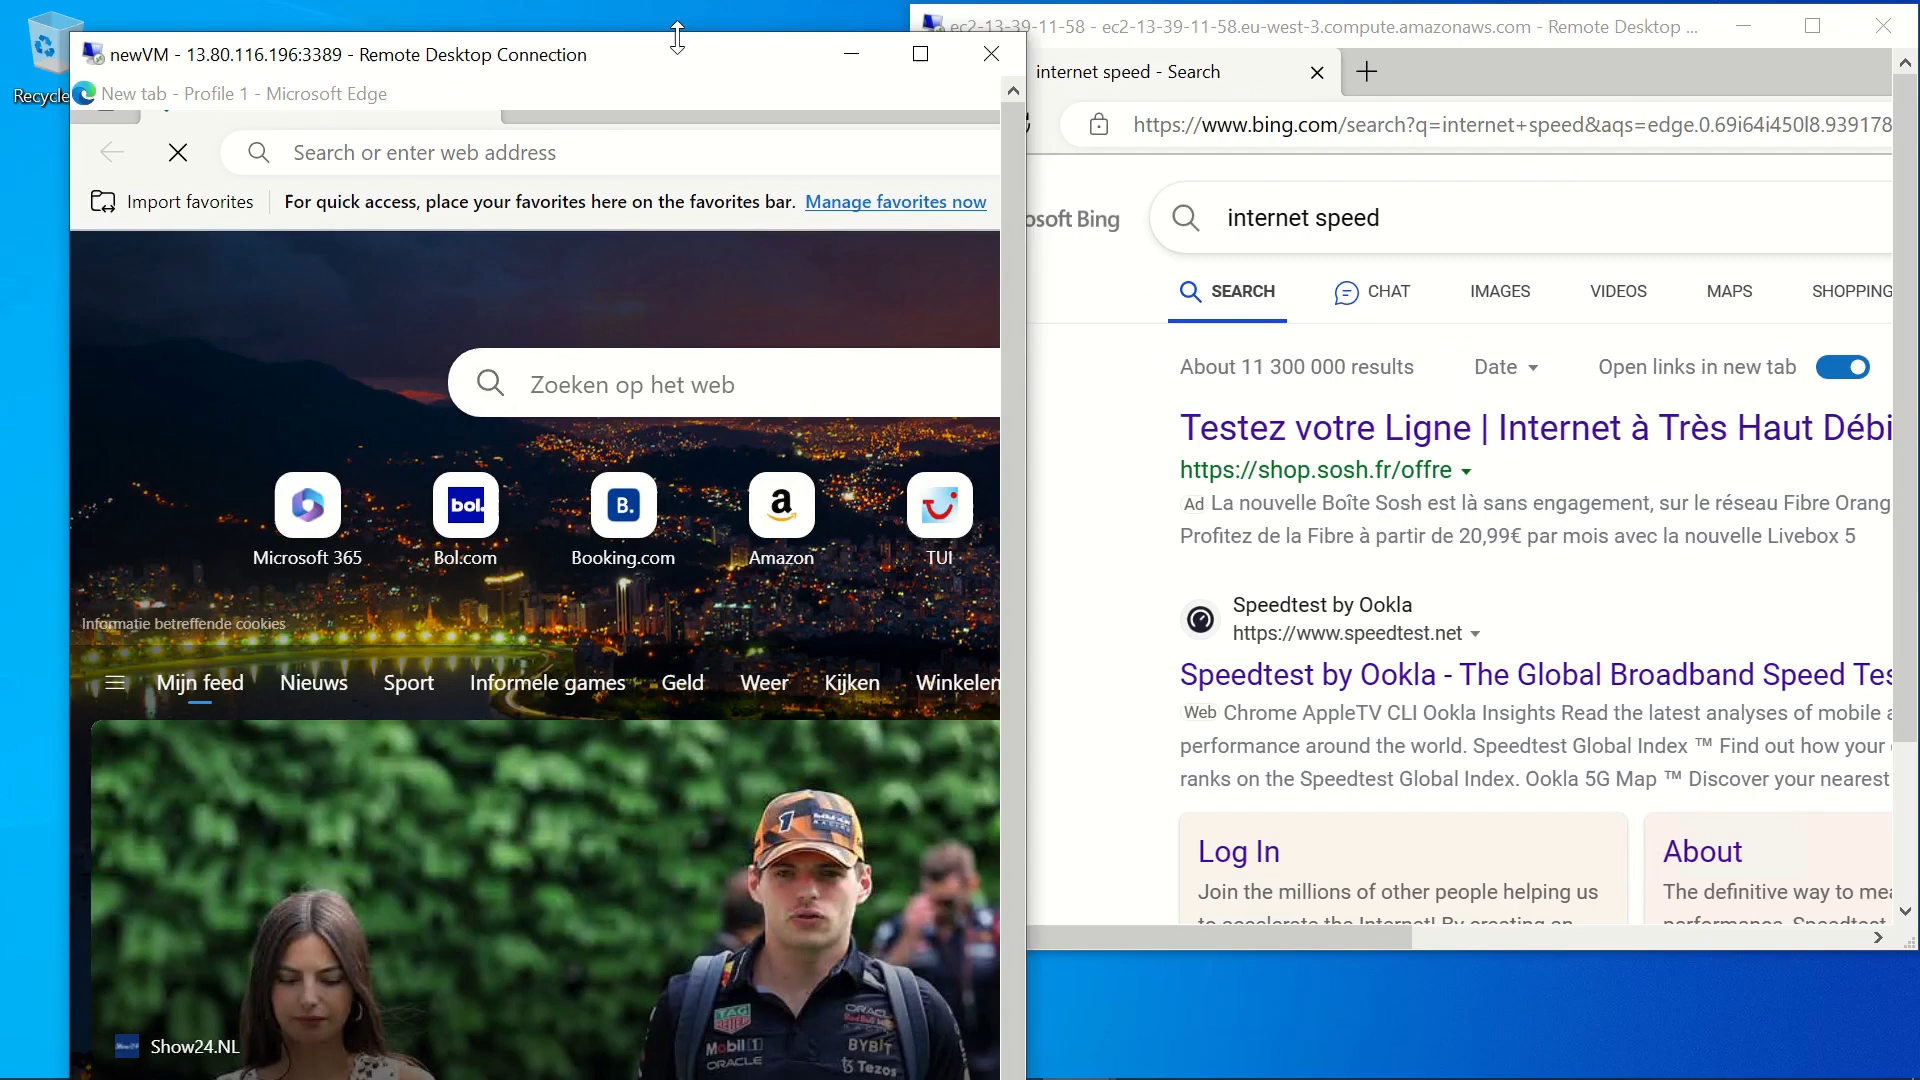 Recycle
newVM - 13.80.116.196:3389 - Remote Desktop Connection
New tab - Profile 1 - Microsoft Edge
Search or enter web address
Import favorites
For quick access, place your favorites here on the favorites bar. Manage favorites now
Zoeken op het web
bol.
B.
a
Microsoft 365
Bol.com
Booking.com
Amazon
TUI
Informatie betreffende cookies
Mijn feed
Nieuws
Sport
Informele games
Geld
Weer
Kijken
Winkelen
1
TAG
Mobil 1
ORACLE
ORACLE
BYBIT
Tezos
Show24.NL
ec2-13-39-11-58 - ec2-13-39-11-58.eu-west-3.compute.amazonaws.com - Remote Desktop ...
internet speed - Search
https://www.bing.com/search?q=internet+speed&aqs=edge.0.69i64i450l8.939178
osoft Bing
internet speed
SEARCH
CHAT
IMAGES
VIDEOS
MAPS
SHOPPING
About 11 300 000 results
Date
Open links in new tab
Testez votre Ligne | Internet à Très Haut Débi
https://shop.sosh.fr/offre
Ad La nouvelle Boîte Sosh est là sans engagement, sur le réseau Fibre Orang
Profitez de la Fibre à partir de 20,99€ par mois avec la nouvelle Livebox 5
Speedtest by Ookla
https://www.speedtest.net
Speedtest by Ookla - The Global Broadband Speed Tes
Web Chrome AppleTV CLI Ookla Insights Read the latest analyses of mobile a
performance around the world. Speedtest Global Index ™ Find out how your
ranks on the Speedtest Global Index. Ookla 5G Map ™ Discover your nearest
Log In
Join the millions of other people helping us
to accelerate the Internet! By creating an
About
The definitive way to mea
performance. Speedtest